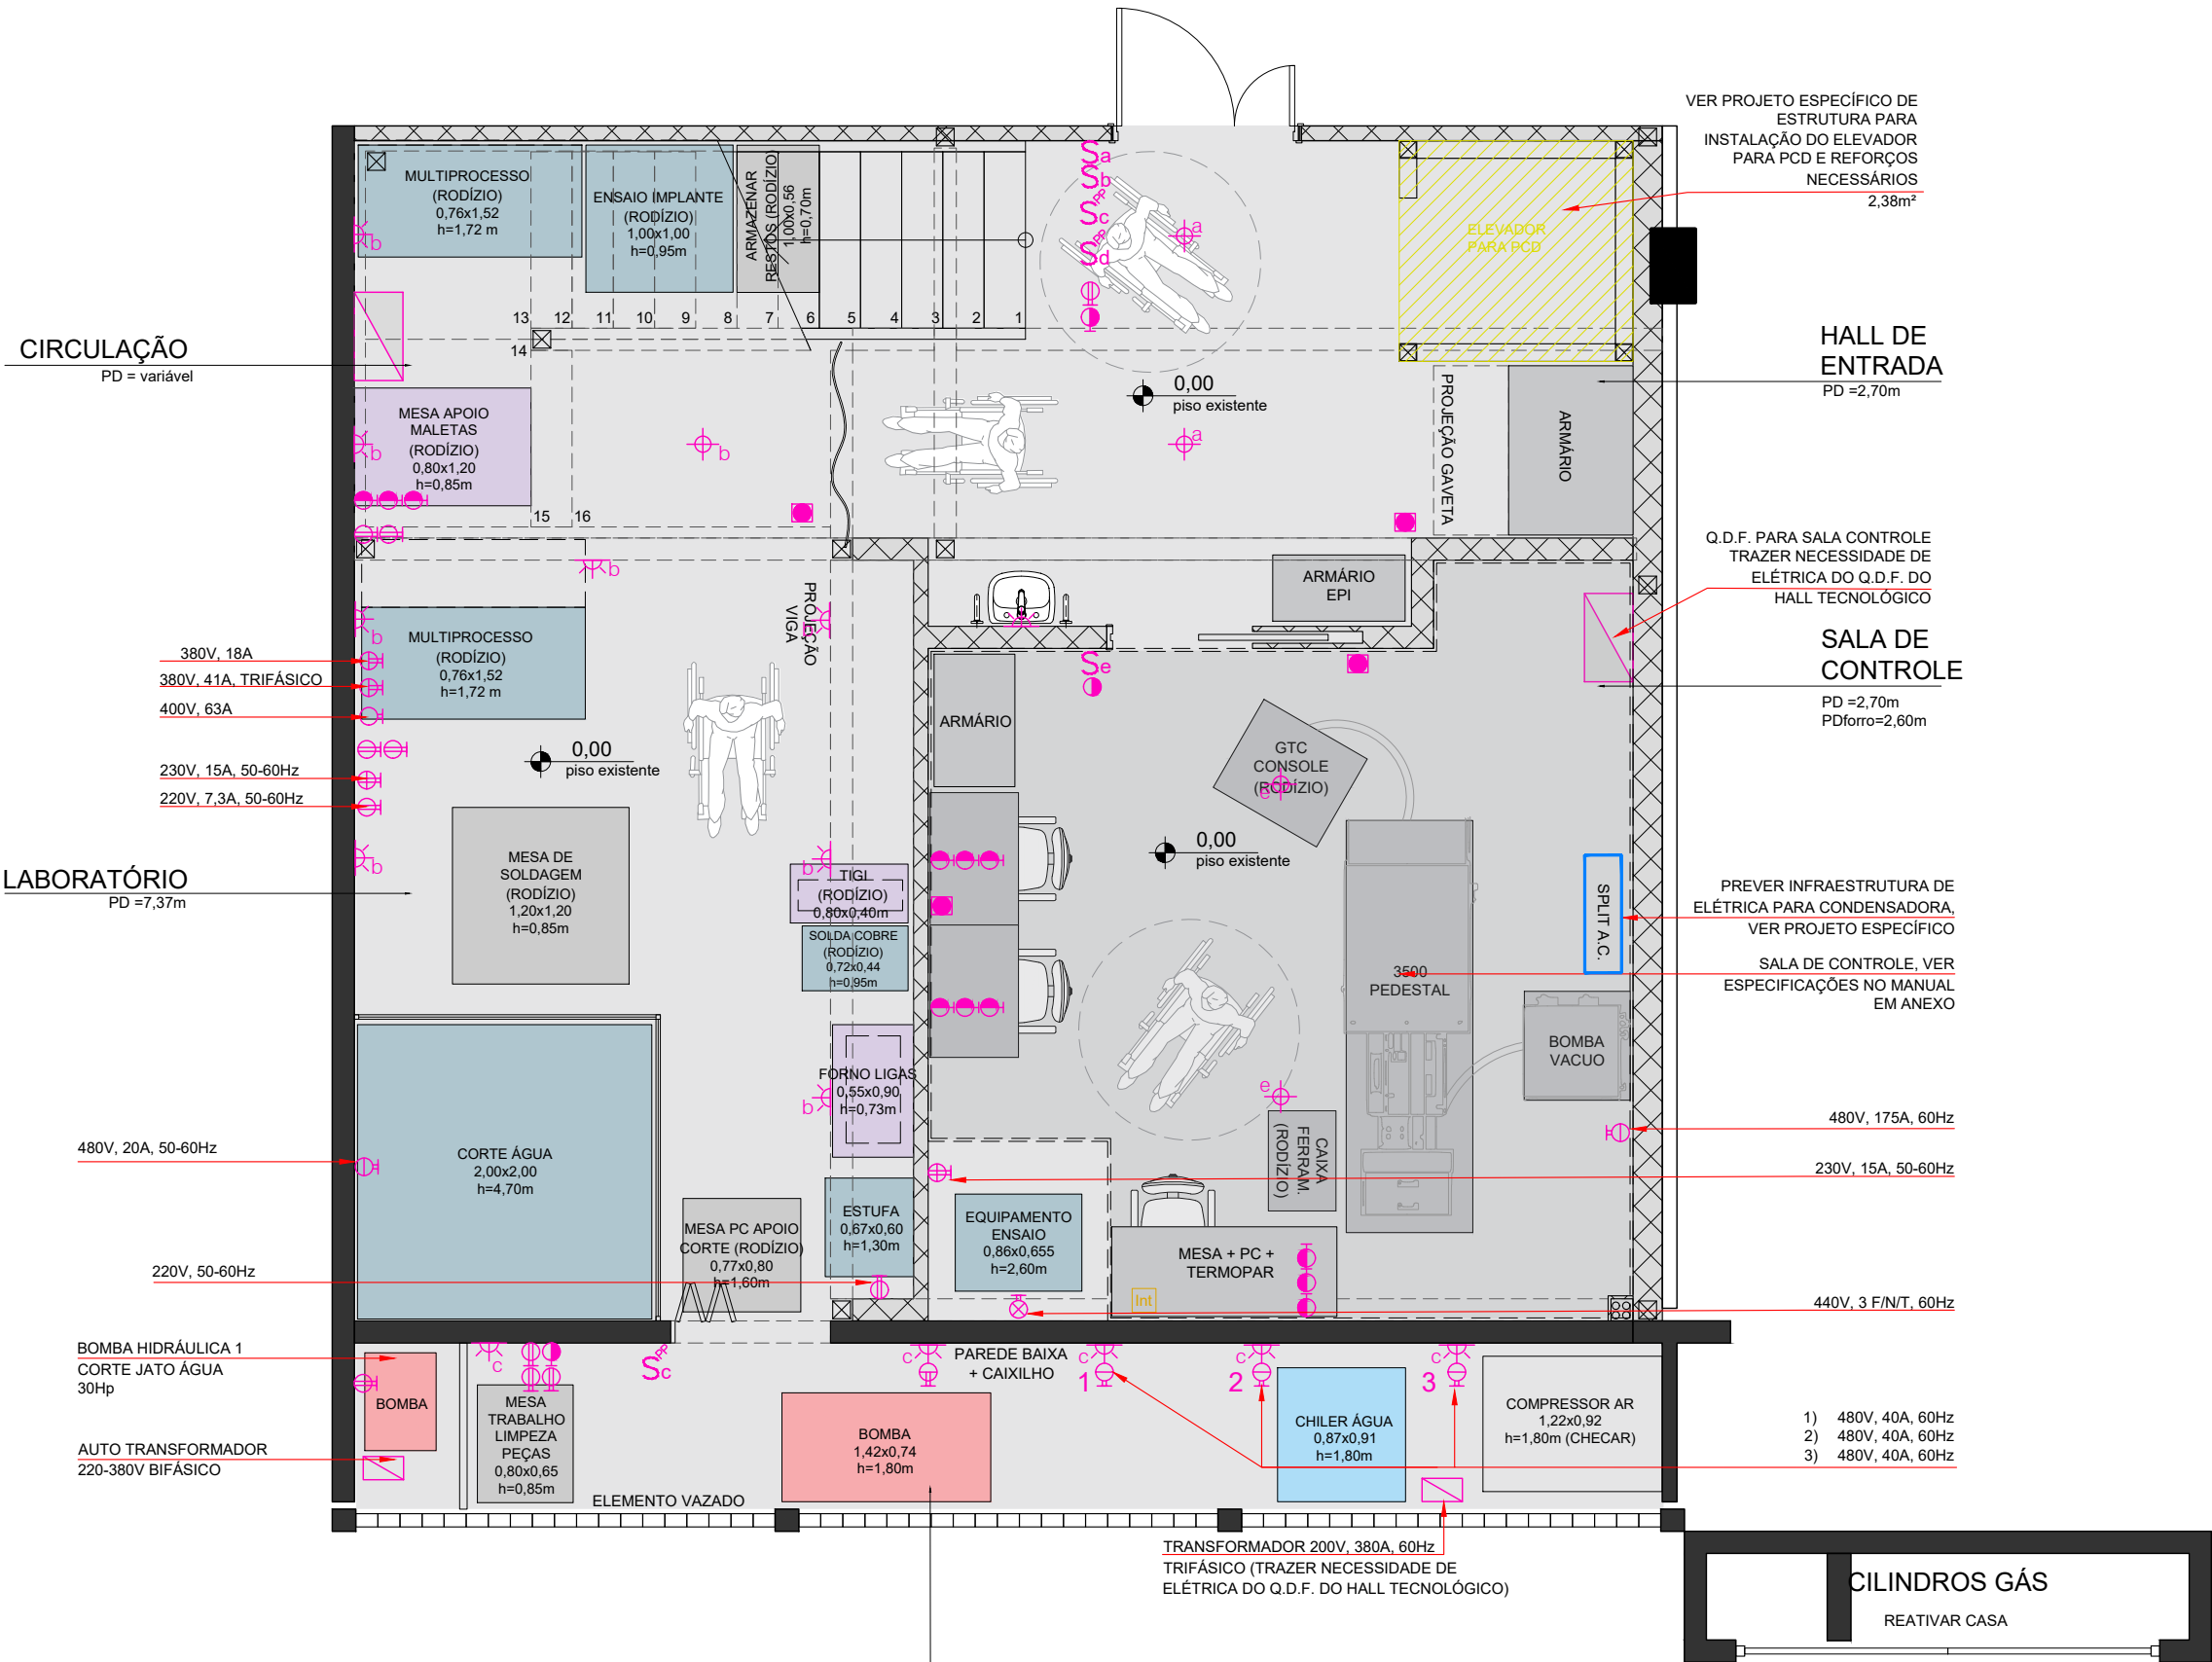 VER PROJETO ESPECÍFICO DE
ESTRUTURA PARA
INSTALAÇÃO DO ELEVADOR
PARA PCD E REFORÇOS
NECESSÁRIOS
2,38m²
MULTIPROCESSO
(RODÍZIO)
0,76x1,52
h=1,72 m
ENSAIO IMPLANTE
(RODÍZIO)
1,00x1,00
h=0,95m
ARMAZENAR
RESTOS (RODÍZIO)
1,00x0,56
h=0,70m
Sa
Sb
Sc
PP
Sd
PP
a
b
ELEVADOR
PARA PCD
13
12
11
10
9
8
7
6
5
4
3
2
1
14
CIRCULAÇÃO
PD = variável
HALL DE
ENTRADA
PD =2,70m
0,00
piso existente
PROJEÇÃO GAVETA
ARMÁRIO
MESA APOIO
MALETAS
(RODÍZIO)
0,80x1,20
h=0,85m
b
b
a
15
16
Q.D.F. PARA SALA CONTROLE
TRAZER NECESSIDADE DE
ELÉTRICA DO Q.D.F. DO
HALL TECNOLÓGICO
b
ARMÁRIO
EPI
PROJEÇÃO
VIGA
b
MULTIPROCESSO
(RODÍZIO)
0,76x1,52
h=1,72 m
SALA DE
CONTROLE
PD =2,70m
PDforro=2,60m
380V, 18A
380V, 41A, TRIFÁSICO
400V, 63A
Se
ARMÁRIO
0,00
piso existente
GTC
CONSOLE
(RODÍZIO)
e
230V, 15A, 50-60Hz
220V, 7,3A, 50-60Hz
0,00
piso existente
b
b
LABORATÓRIO
PD =7,37m
MESA DE
SOLDAGEM
(RODÍZIO)
1,20x1,20
h=0,85m
TIGL
(RODÍZIO)
0,80x0,40m
SOLDA COBRE
(RODÍZIO)
0,72x0,44
h=0,95m
SPLIT A.C.
PREVER INFRAESTRUTURA DE
ELÉTRICA PARA CONDENSADORA,
VER PROJETO ESPECÍFICO
3500
PEDESTAL
SALA DE CONTROLE, VER
ESPECIFICAÇÕES NO MANUAL
EM ANEXO
BOMBA
VACUO
FORNO LIGAS
0,55x0,90
h=0,73m
b
e
480V, 175A, 60Hz
480V, 20A, 50-60Hz
CORTE ÁGUA
2,00x2,00
h=4,70m
CAIXA
FERRAM.
(RODÍZIO)
230V, 15A, 50-60Hz
MESA PC APOIO
CORTE (RODÍZIO)
0,77x0,80
h=1,60m
ESTUFA
0,67x0,60
h=1,30m
EQUIPAMENTO
ENSAIO
0,86x0,655
h=2,60m
MESA + PC +
TERMOPAR
Int
220V, 50-60Hz
440V, 3 F/N/T, 60Hz
BOMBA HIDRÁULICA 1
CORTE JATO ÁGUA
30Hp
BOMBA
c
Sc
PP
PAREDE BAIXA
+ CAIXILHO
c
c
c
c
1
2
3
MESA
TRABALHO
LIMPEZA
PEÇAS
0,80x0,65
h=0,85m
BOMBA
1,42x0,74
h=1,80m
CHILER ÁGUA
0,87x0,91
h=1,80m
COMPRESSOR AR
1,22x0,92
h=1,80m (CHECAR)
1) 480V, 40A, 60Hz
2) 480V, 40A, 60Hz
3) 480V, 40A, 60Hz
AUTO TRANSFORMADOR
220-380V BIFÁSICO
ELEMENTO VAZADO
TRANSFORMADOR 200V, 380A, 60Hz
TRIFÁSICO (TRAZER NECESSIDADE DE
ELÉTRICA DO Q.D.F. DO HALL TECNOLÓGICO)
CILINDROS GÁS
REATIVAR CASA